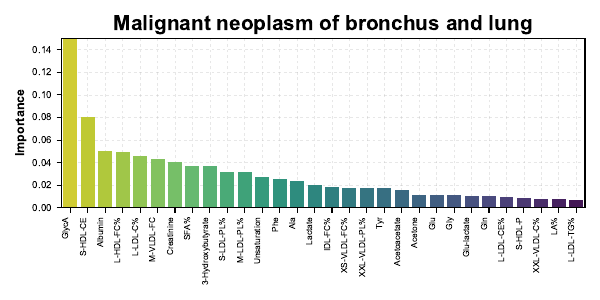 Malignant neoplasm of bronchus and lung
Importance
0.14
0.12
0.10
0.08
0.06
0.04
0.02
0.00
GlycA
S-HDL-CE
Albumin
L-HDL-FC%
L-LDL-C%
M-VLDL-FC
Creatinine
SFA%
3-Hydroxybutyrate
S-LDL-PL%
M-LDL-PL%
Unsaturation
Phe
Ala
Lactate
IDL-FC%
XS-VLDL-FC%
XXL-VLDL-PL%
Tyr
Acetoacetate
Acetone
Glu
Gly
Glu-lactate
Gln
L-LDL-CE%
S-HDL-P
XXL-VLDL-C%
LA%
L-LDL-TG%